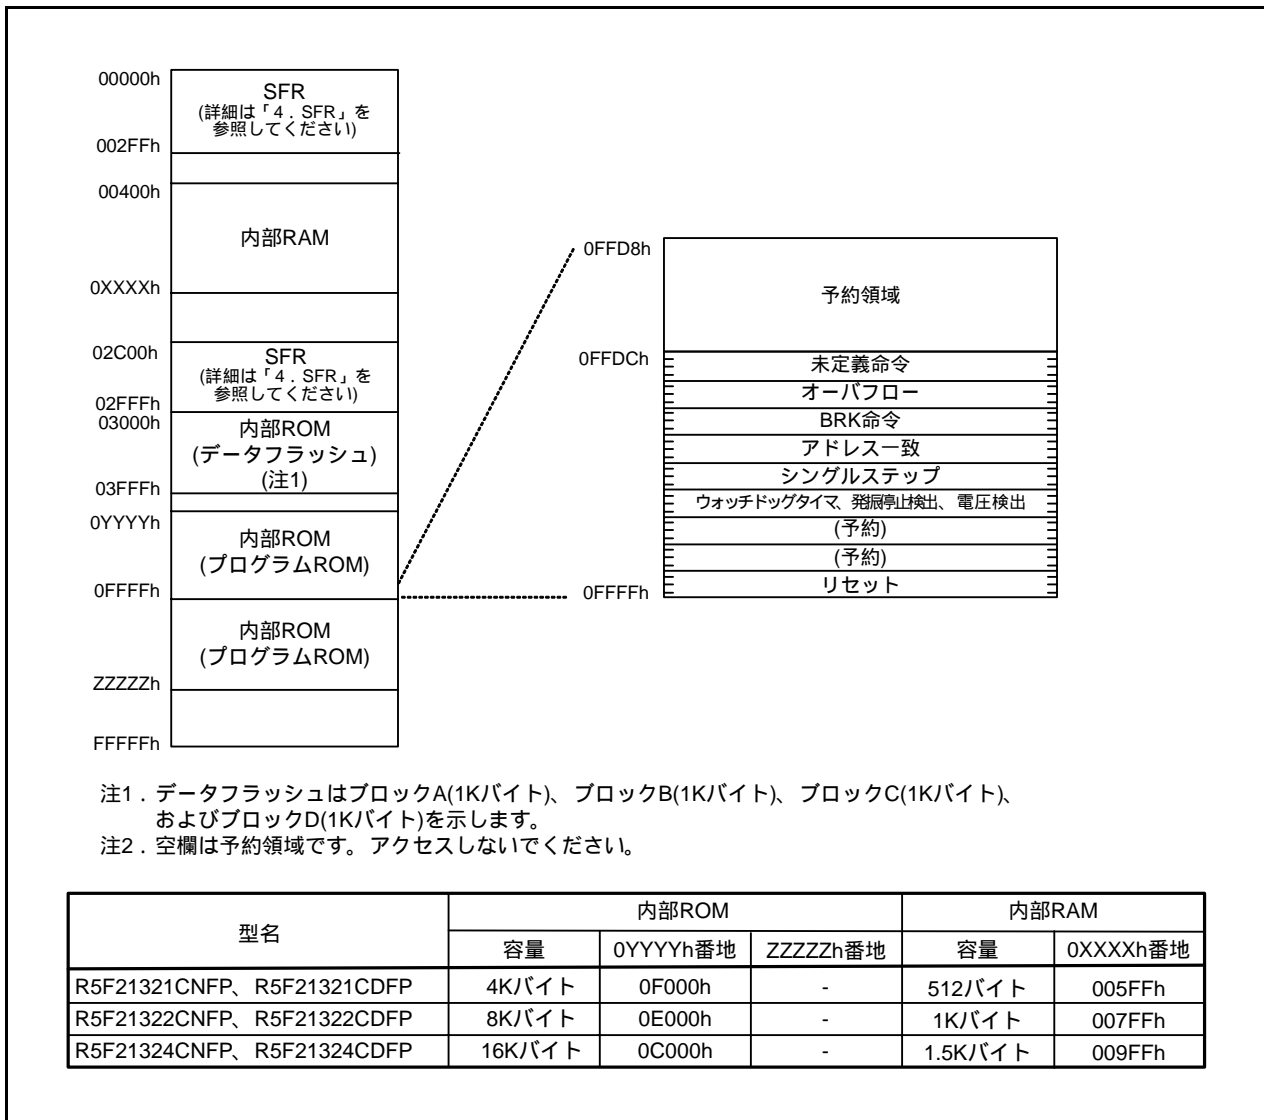 00000h
SFR
(詳細は「4．SFR」を
参照してください)
002FFh
00400h
内部RAM
0XXXXh
02C00h
SFR
(詳細は「4．SFR」を
参照してください)
02FFFh
03000h
内部ROM
(データフラッシュ)
(注1)
03FFFh
0YYYYh
内部ROM
(プログラムROM)
0FFFFh
内部ROM
(プログラムROM)
ZZZZZh
FFFFFh
0FFD8h
予約領域
0FFDCh
未定義命令
オーバフロー
BRK命令
アドレス一致
シングルステップ
ウォッチドッグタイマ、発振停止検出、電圧検出
(予約)
(予約)
リセット
0FFFFh
注1．データフラッシュはブロックA(1Kバイト)、ブロックB(1Kバイト)、ブロックC(1Kバイト)、
およびブロックD(1Kバイト)を示します。
注2．空欄は予約領域です。アクセスしないでください。
型名 内部ROM 内部RAM
容量 0YYYYh番地 ZZZZZh番地 容量 0XXXXh番地
R5F21321CNFP、R5F21321CDFP 4Kバイト 0F000h - 512バイト 005FFh
R5F21322CNFP、R5F21322CDFP 8Kバイト 0E000h - 1Kバイト 007FFh
R5F21324CNFP、R5F21324CDFP 16Kバイト 0C000h - 1.5Kバイト 009FFh